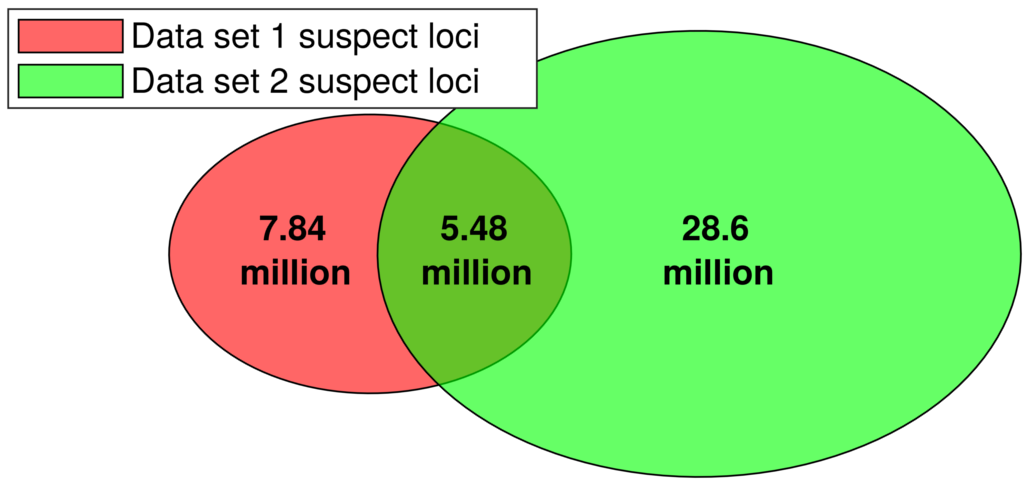 Data set 1 suspect loci
Data set 2 suspect loci
7.84
million
5.48
million
28.6
million